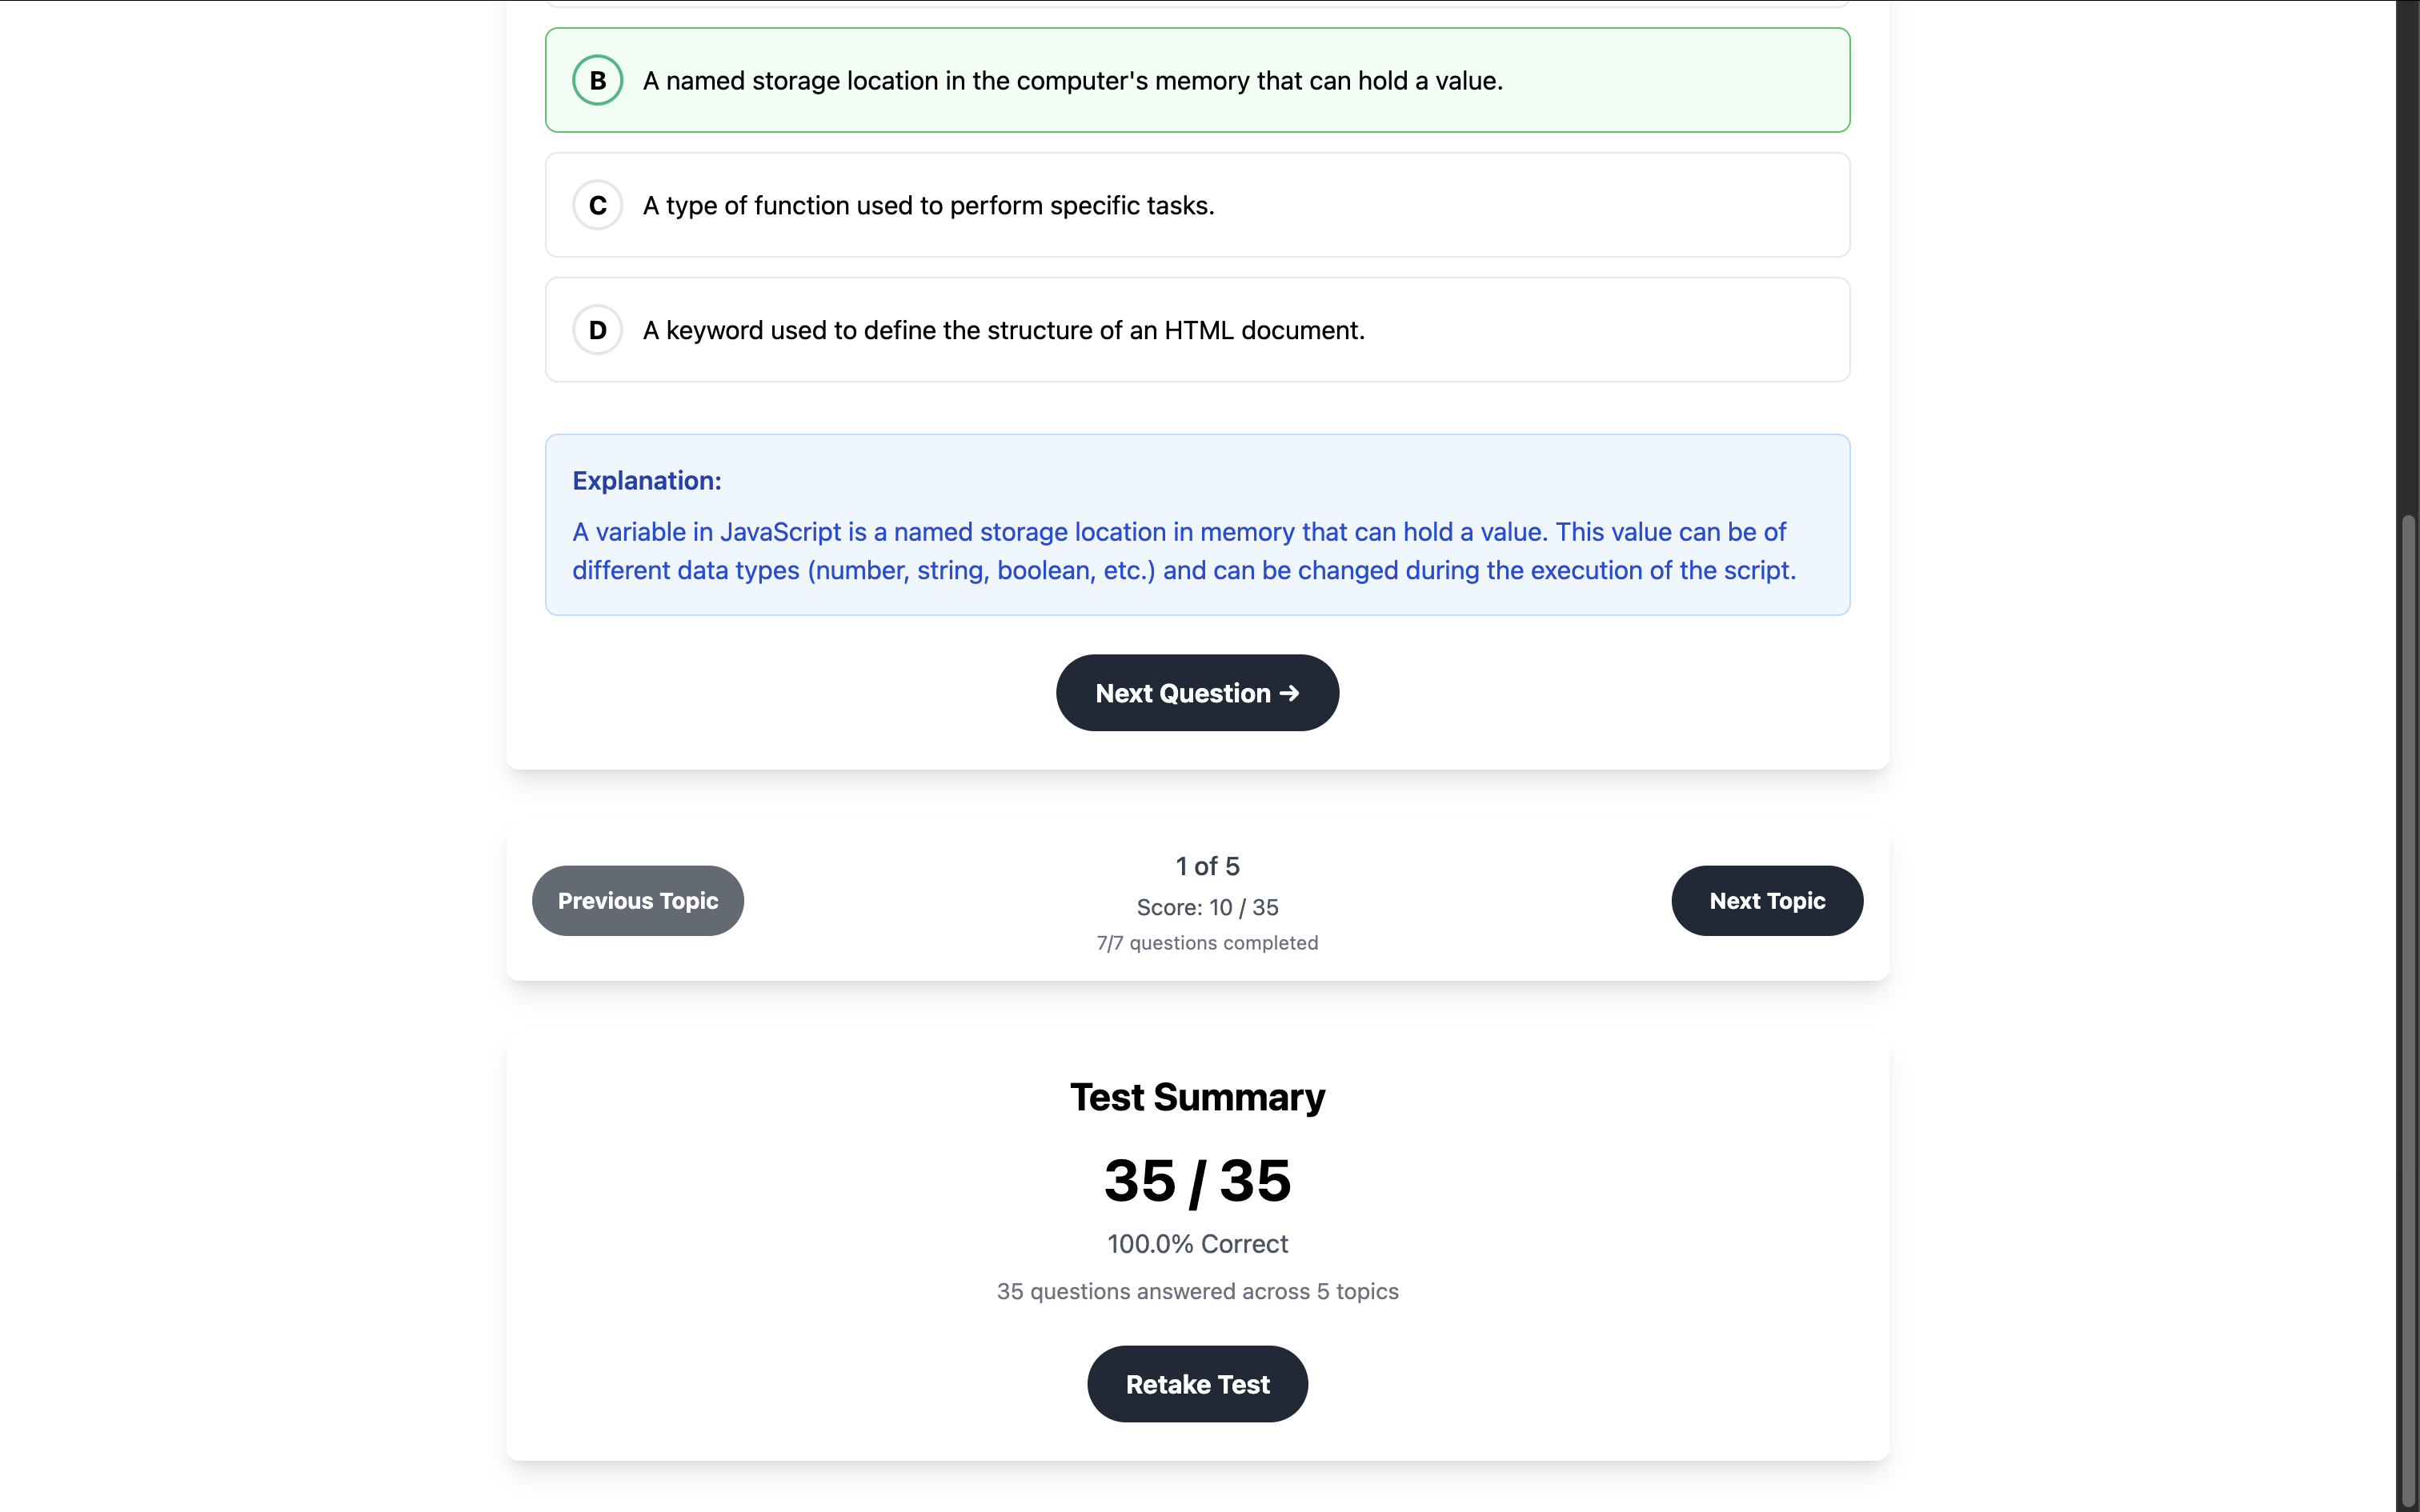 B
A named storage location in the computer's memory that can hold a value.
C
A type of function used to perform specific tasks.
D
A keyword used to define the structure of an HTML document.
Explanation:
A variable in JavaScript is a named storage location in memory that can hold a value. This value can be of
different data types (number, string, boolean, etc.) and can be changed during the execution of the script.
Next Question →
Previous Topic
1 of 5
Score: 10 / 35
7/7 questions completed
Next Topic
Test Summary
35 / 35
100.0% Correct
35 questions answered across 5 topics
Retake Test